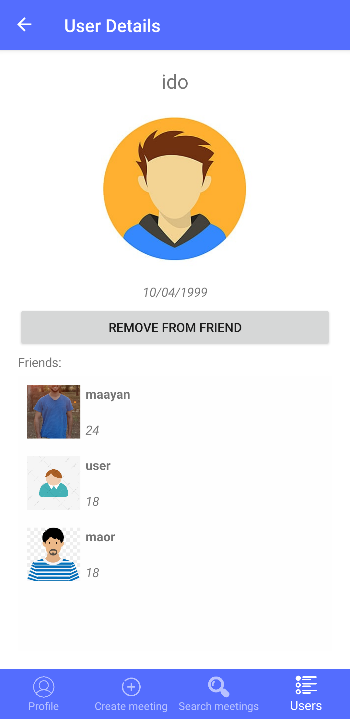 User Details
ido
10/04/1999
REMOVE FROM FRIEND
Friends:
maayan
24
user
18
maor
18
Profile
Create meeting
Search meetings
Users